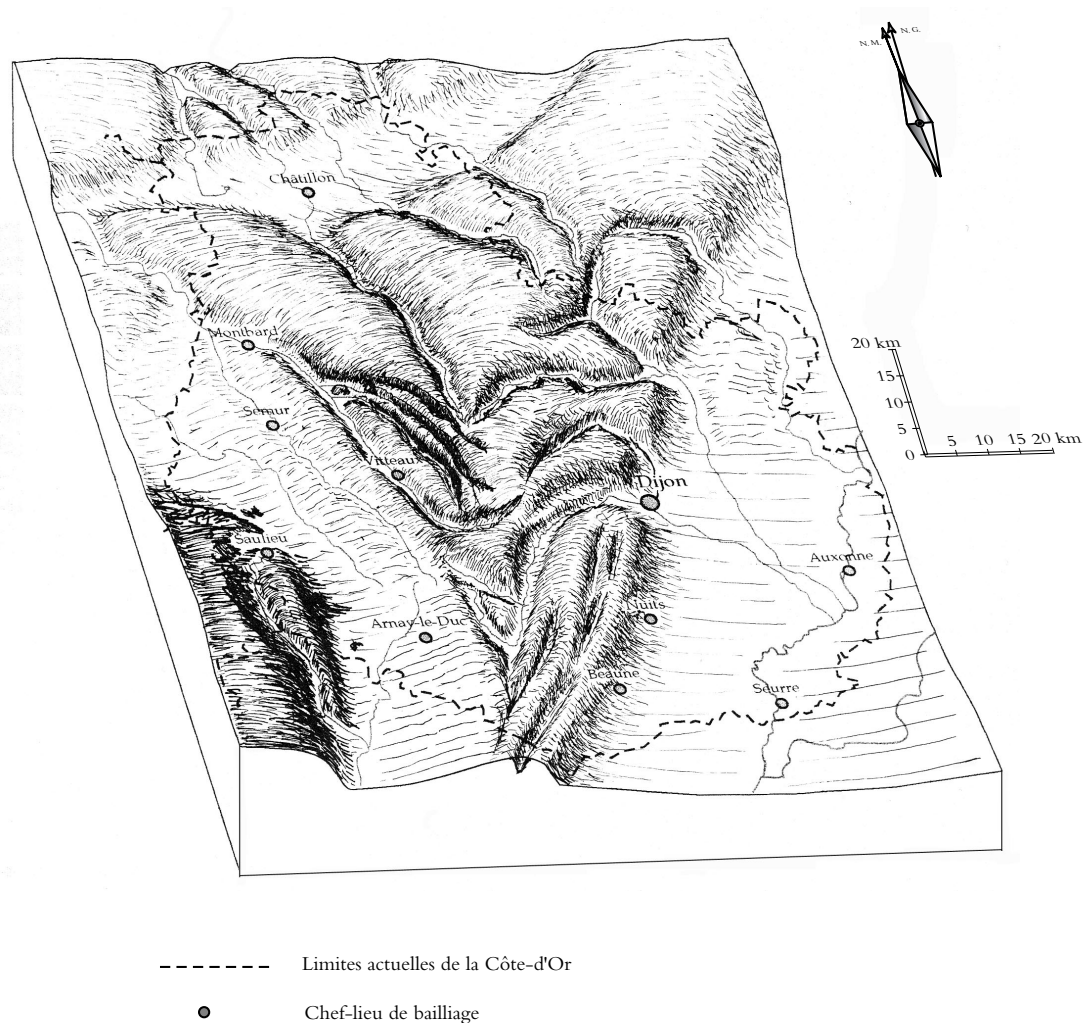 N. M. N. G.
Châtillon
Montbard
20 km
15
10
5
0
5 10 15 20 km
Semur
Vitteaux
Dijon
Saulieu
Auxonne
Nuits
Arnay-le-Duc
Beaune
Seurre
Limites actuelles de la Côte-d'Or
Chef-lieu de bailliage